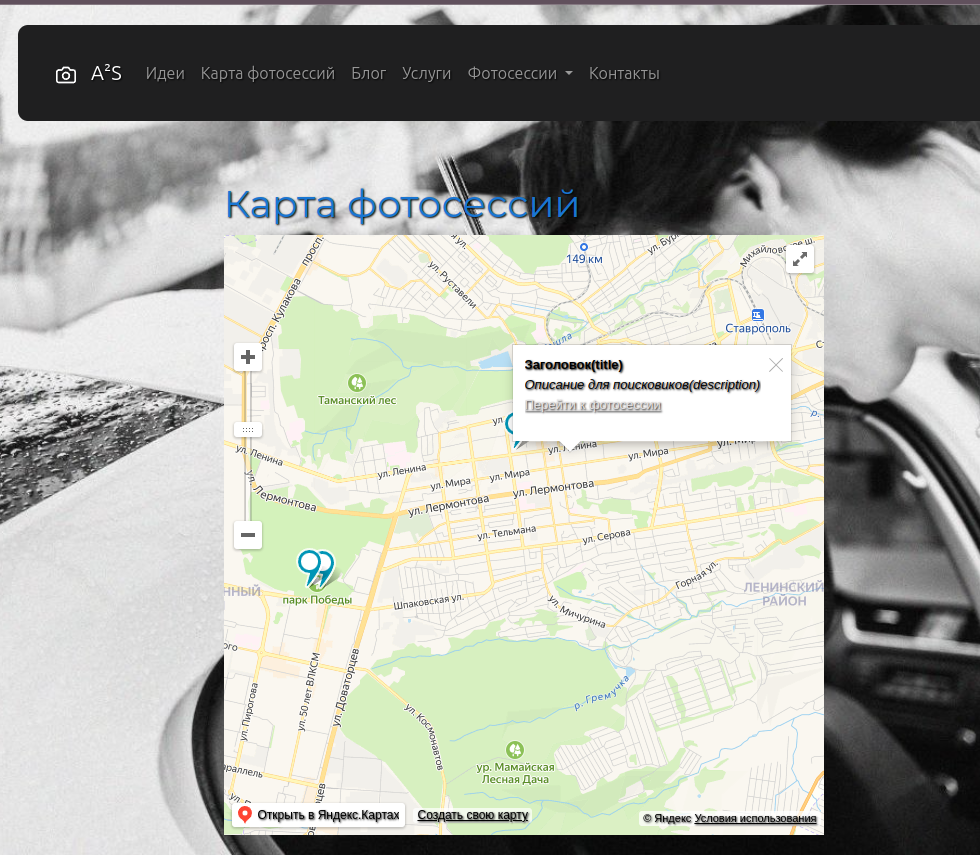 A²S Идеи Карта фотосессий Блог Услуги Фотосессии Контакты
Карта фотосессий
просп. Кулакова
ул. Руставели
149 км
Ставрополь
Заголовок(title)
Описание для поисковиков(description)
Перейти к фотосессии
Таманский лес
ул. Ленина
ул. Ленина
ул. Ленина
ул. Мира
ул. Мира
ул. Мира
ул. Лермонтова
ул. Лермонтова
ул. Лермонтова
ул. Тельмана
ул. Серова
парк Победы
Шпаковская ул.
ул. Мичурина
Горная ул.
ЛЕНИНСКИЙ
РАЙОН
ул. Пирогова
ул. 50 лет ВЛКСМ
ул. Доваторцев
ул. Космонавтов
р. Гремучка
ур. Мамайская
Лесная Дача
Открыть в Яндекс.Картах
Создать свою карту
© Яндекс Условия использования